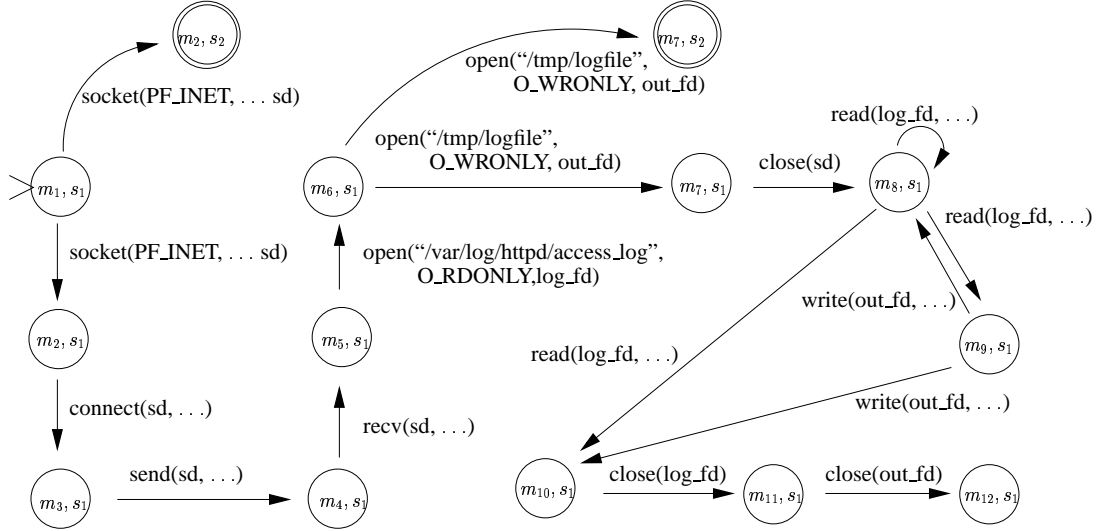 m₂, s₂
m₇, s₂
open(“/tmp/logfile”,
O_WRONLY, out_fd)
socket(PF_INET, . . . sd)
read(log_fd, . . .)
open(“/tmp/logfile”,
O_WRONLY, out_fd)
close(sd)
m₁, s₁
m₆, s₁
m₇, s₁
m₈, s₁
read(log_fd, . . .)
socket(PF_INET, . . . sd)
open(“/var/log/httpd/access_log”,
O_RDONLY,log_fd)
write(out_fd, . . .)
m₂, s₁
m₅, s₁
m₉, s₁
read(log_fd, . . .)
connect(sd, . . .)
recv(sd, . . .)
write(out_fd, . . .)
send(sd, . . .)
close(log_fd)
close(out_fd)
m₃, s₁
m₄, s₁
m₁₀, s₁
m₁₁, s₁
m₁₂, s₁